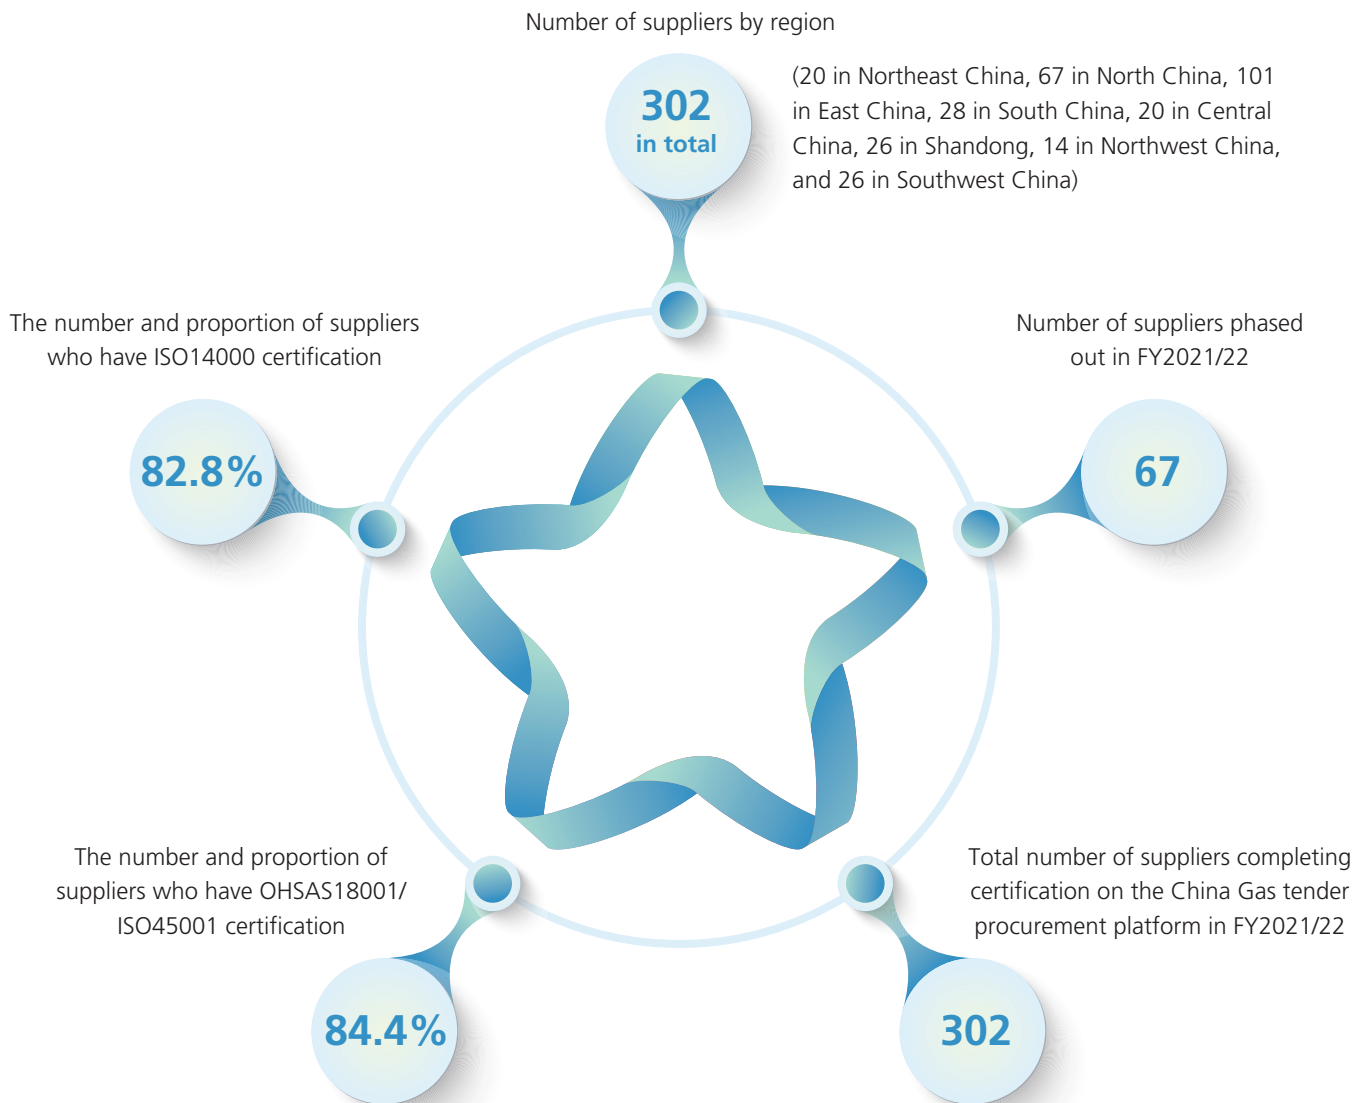 Number of suppliers by region
302
in total
(20 in Northeast China, 67 in North China, 101
in East China, 28 in South China, 20 in Central
China, 26 in Shandong, 14 in Northwest China,
and 26 in Southwest China)
The number and proportion of suppliers
who have ISO14000 certification
82.8%
Number of suppliers phased
out in FY2021/22
67
The number and proportion of
suppliers who have OHSAS18001/
ISO45001 certification
84.4%
Total number of suppliers completing
certification on the China Gas tender
procurement platform in FY2021/22
302